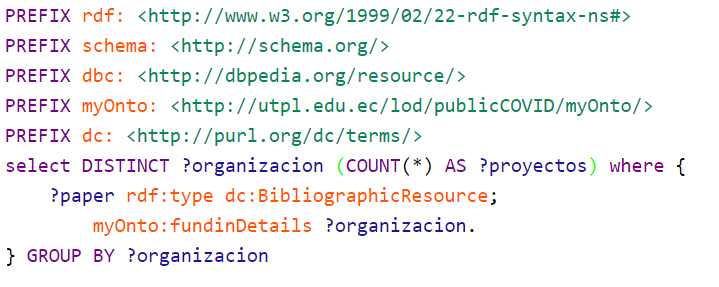 PREFIX rdf: <http://www.w3.org/1999/02/22-rdf-syntax-ns#>
PREFIX schema: <http://schema.org/>
PREFIX dbc: <http://dbpedia.org/resource/>
PREFIX myOnto: <http://utpl.edu.ec/lod/publicCOVID/myOnto/>
PREFIX dc: <http://purl.org/dc/terms/>
select DISTINCT ?organizacion (COUNT(*) AS ?proyectos) where {
    ?paper rdf:type dc:BibliographicResource;
        myOnto:fundinDetails ?organizacion.
} GROUP BY ?organizacion